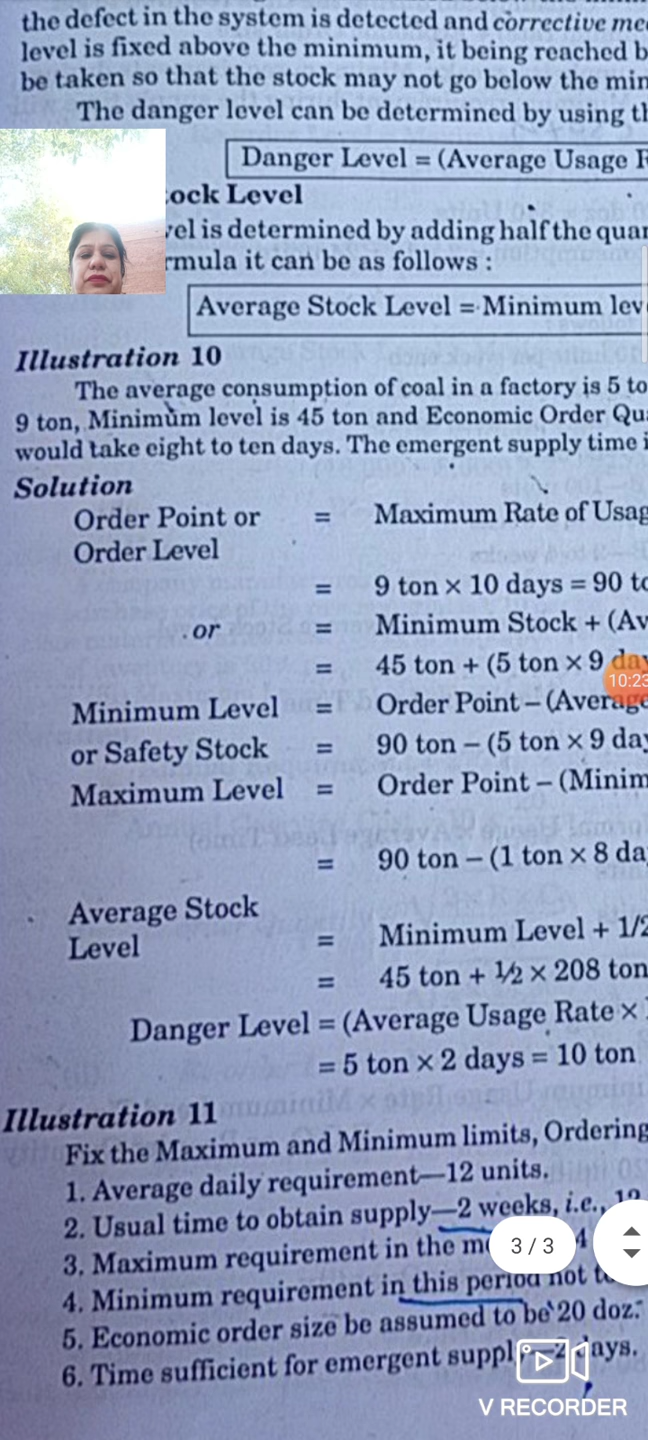 the defect in the system is detected and corrective me
level is fixed above the minimum, it being reached b
be taken so that the stock may not go below the min
The danger level can be determined by using th
Danger Level = (Average Usage R
ock Level
vel is determined by adding half the quar
rmula it can be as follows :
Average Stock Level = Minimum lev
Illustration 10
The average consumption of coal in a factory is 5 to
9 ton, Minimum level is 45 ton and Economic Order Qu
would take eight to ten days. The emergent supply time i
Solution
Order Point or = Maximum Rate of Usag
Order Level
= 9 ton × 10 days = 90 to
or = Minimum Stock + (Av
= 45 ton + (5 ton × 9 day
10:23
Minimum Level = Order Point – (Average
or Safety Stock = 90 ton – (5 ton × 9 day
Maximum Level = Order Point – (Minim
= 90 ton – (1 ton × 8 da
Average Stock
Level = Minimum Level + 1/2
= 45 ton + ½ × 208 ton
Danger Level = (Average Usage Rate ×
= 5 ton × 2 days = 10 ton
Illustration 11
Fix the Maximum and Minimum limits, Ordering
1. Average daily requirement—12 units.
2. Usual time to obtain supply—2 weeks, i.e., 12
3. Maximum requirement in the m 4
3 / 3
4. Minimum requirement in this period not t
5. Economic order size be assumed to be 20 doz.
6. Time sufficient for emergent supply—2 days.
V RECORDER